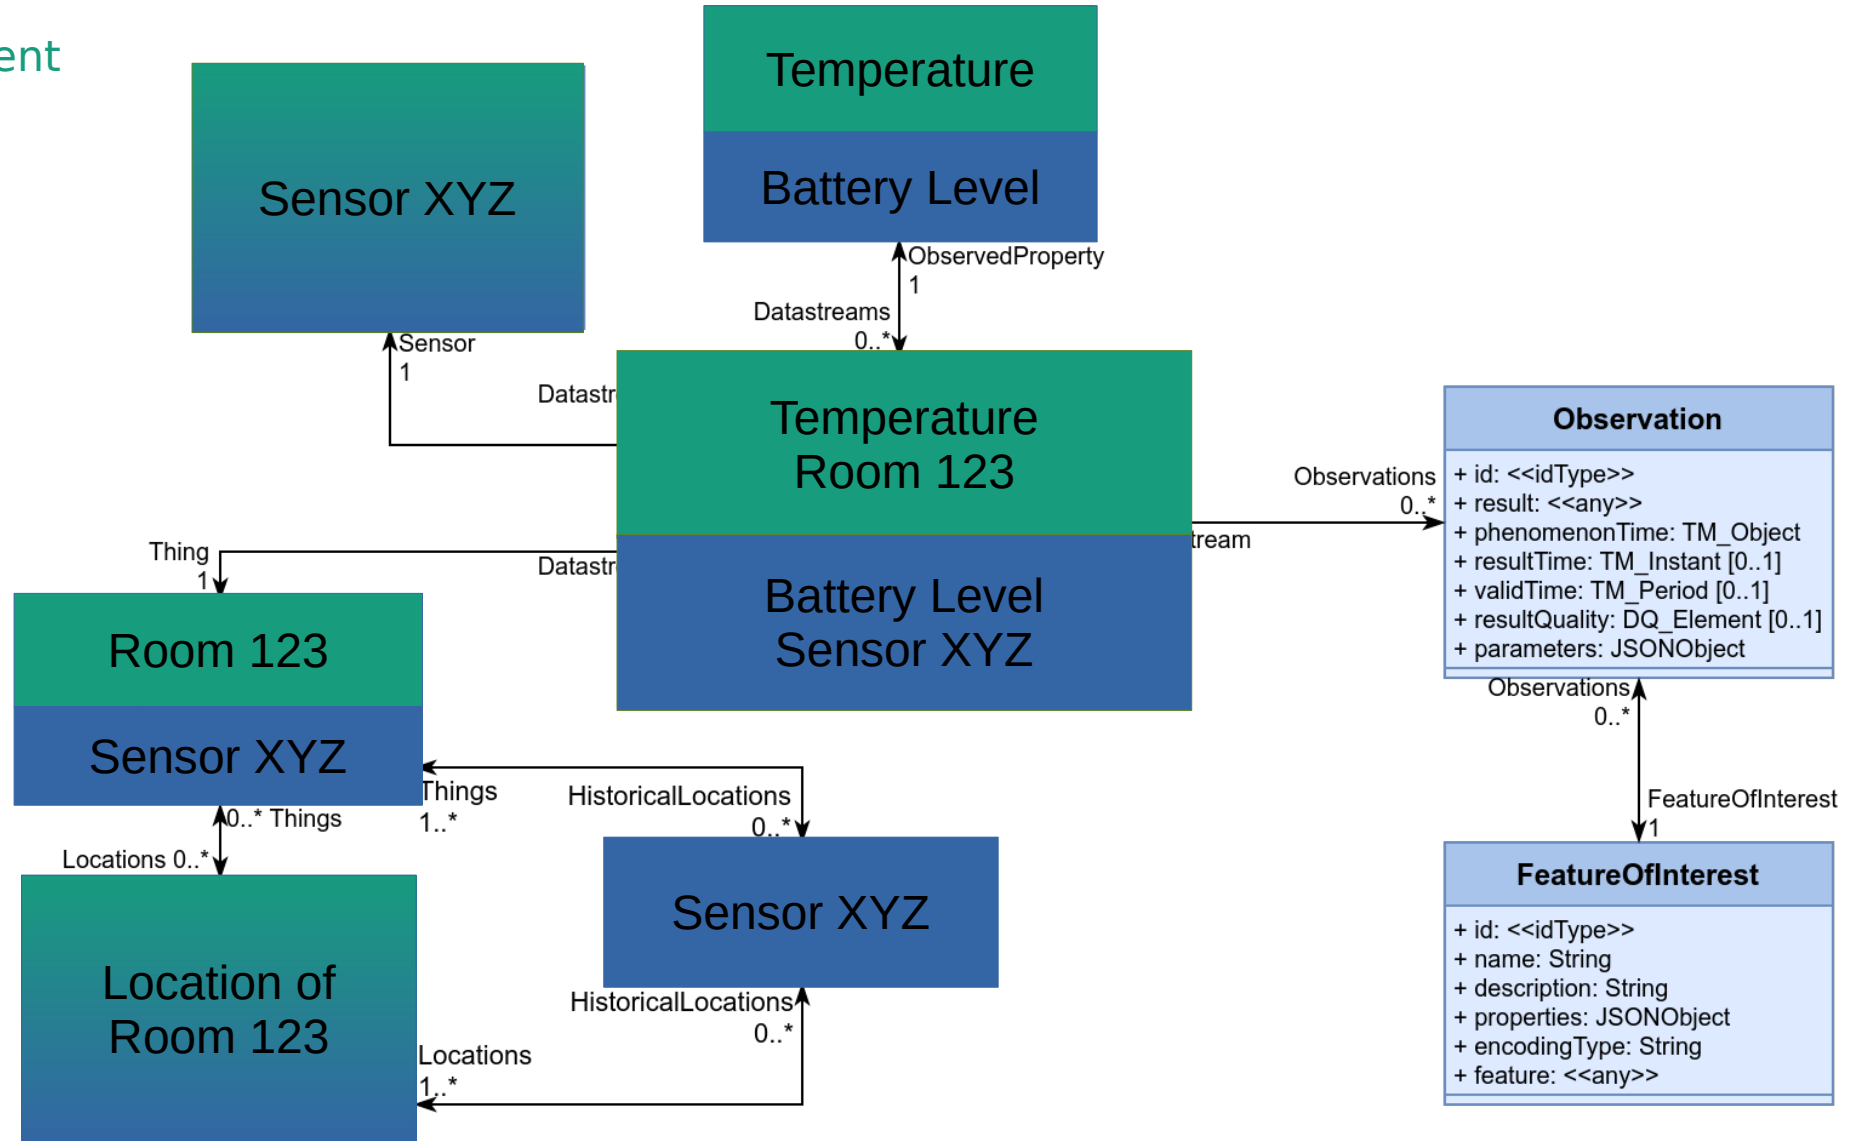 ent
Temperature
Battery Level
Sensor XYZ
ObservedProperty
1
Datastreams
0..*
Sensor
1
Datastr
Temperature
Room 123
Battery Level
Sensor XYZ
Observations
0..*
tream
Observation
+ id: <<idType>>
+ result: <<any>>
+ phenomenonTime: TM_Object
+ resultTime: TM_Instant [0..1]
+ validTime: TM_Period [0..1]
+ resultQuality: DQ_Element [0..1]
+ parameters: JSONObject
Thing
1
Datastr
Room 123
Sensor XYZ
Things
1..*
HistoricalLocations
0..*
0..* Things
Locations 0..*
Sensor XYZ
Location of
Room 123
HistoricalLocations
0..*
Locations
1..*
Observations
0..*
FeatureOfInterest
1
FeatureOfInterest
+ id: <<idType>>
+ name: String
+ description: String
+ properties: JSONObject
+ encodingType: String
+ feature: <<any>>